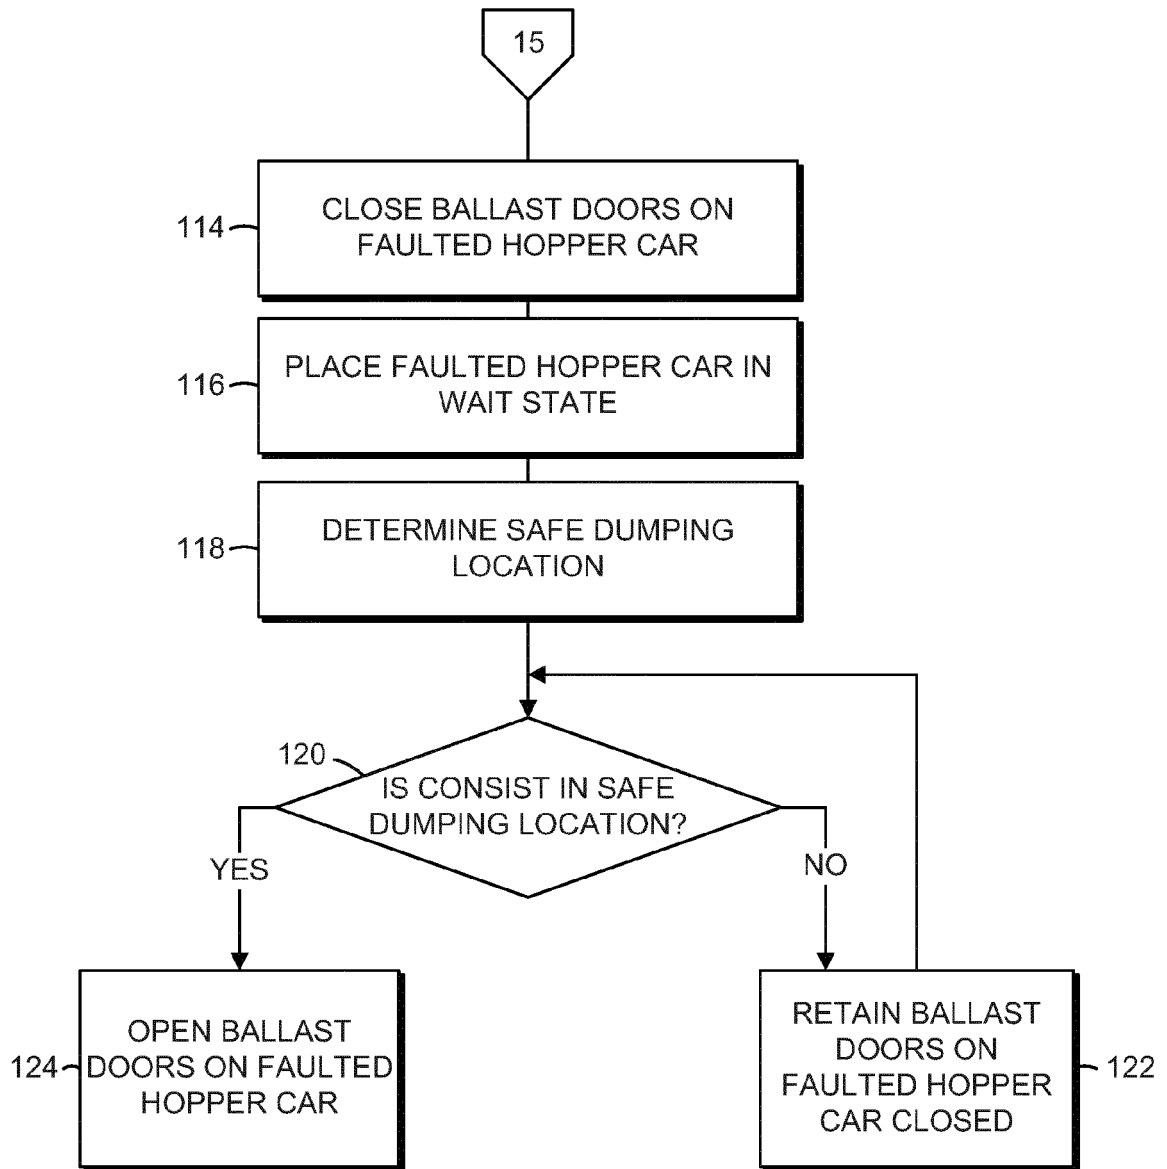 15
114
CLOSE BALLAST DOORS ON
FAULTED HOPPER CAR
116
PLACE FAULTED HOPPER CAR IN
WAIT STATE
118
DETERMINE SAFE DUMPING
LOCATION
120
IS CONSIST IN SAFE
DUMPING LOCATION?
YES
NO
124
OPEN BALLAST
DOORS ON FAULTED
HOPPER CAR
RETAIN BALLAST
DOORS ON
FAULTED HOPPER
CAR CLOSED
122